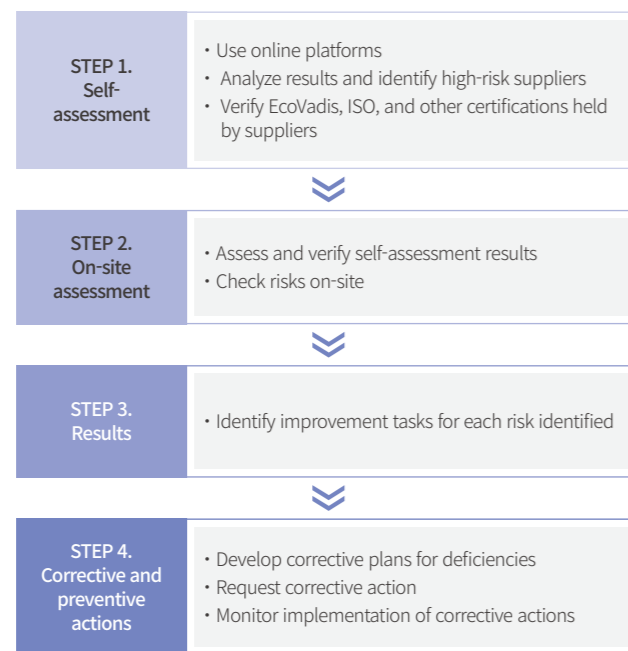 STEP 1.
Self-
assessment
・Use online platforms
・Analyze results and identify high-risk suppliers
・Verify EcoVadis, ISO, and other certifications held
by suppliers
STEP 2.
On-site
assessment
・Assess and verify self-assessment results
・Check risks on-site
STEP 3.
Results
・Identify improvement tasks for each risk identified
STEP 4.
Corrective and
preventive
actions
・Develop corrective plans for deficiencies
・Request corrective action
・Monitor implementation of corrective actions